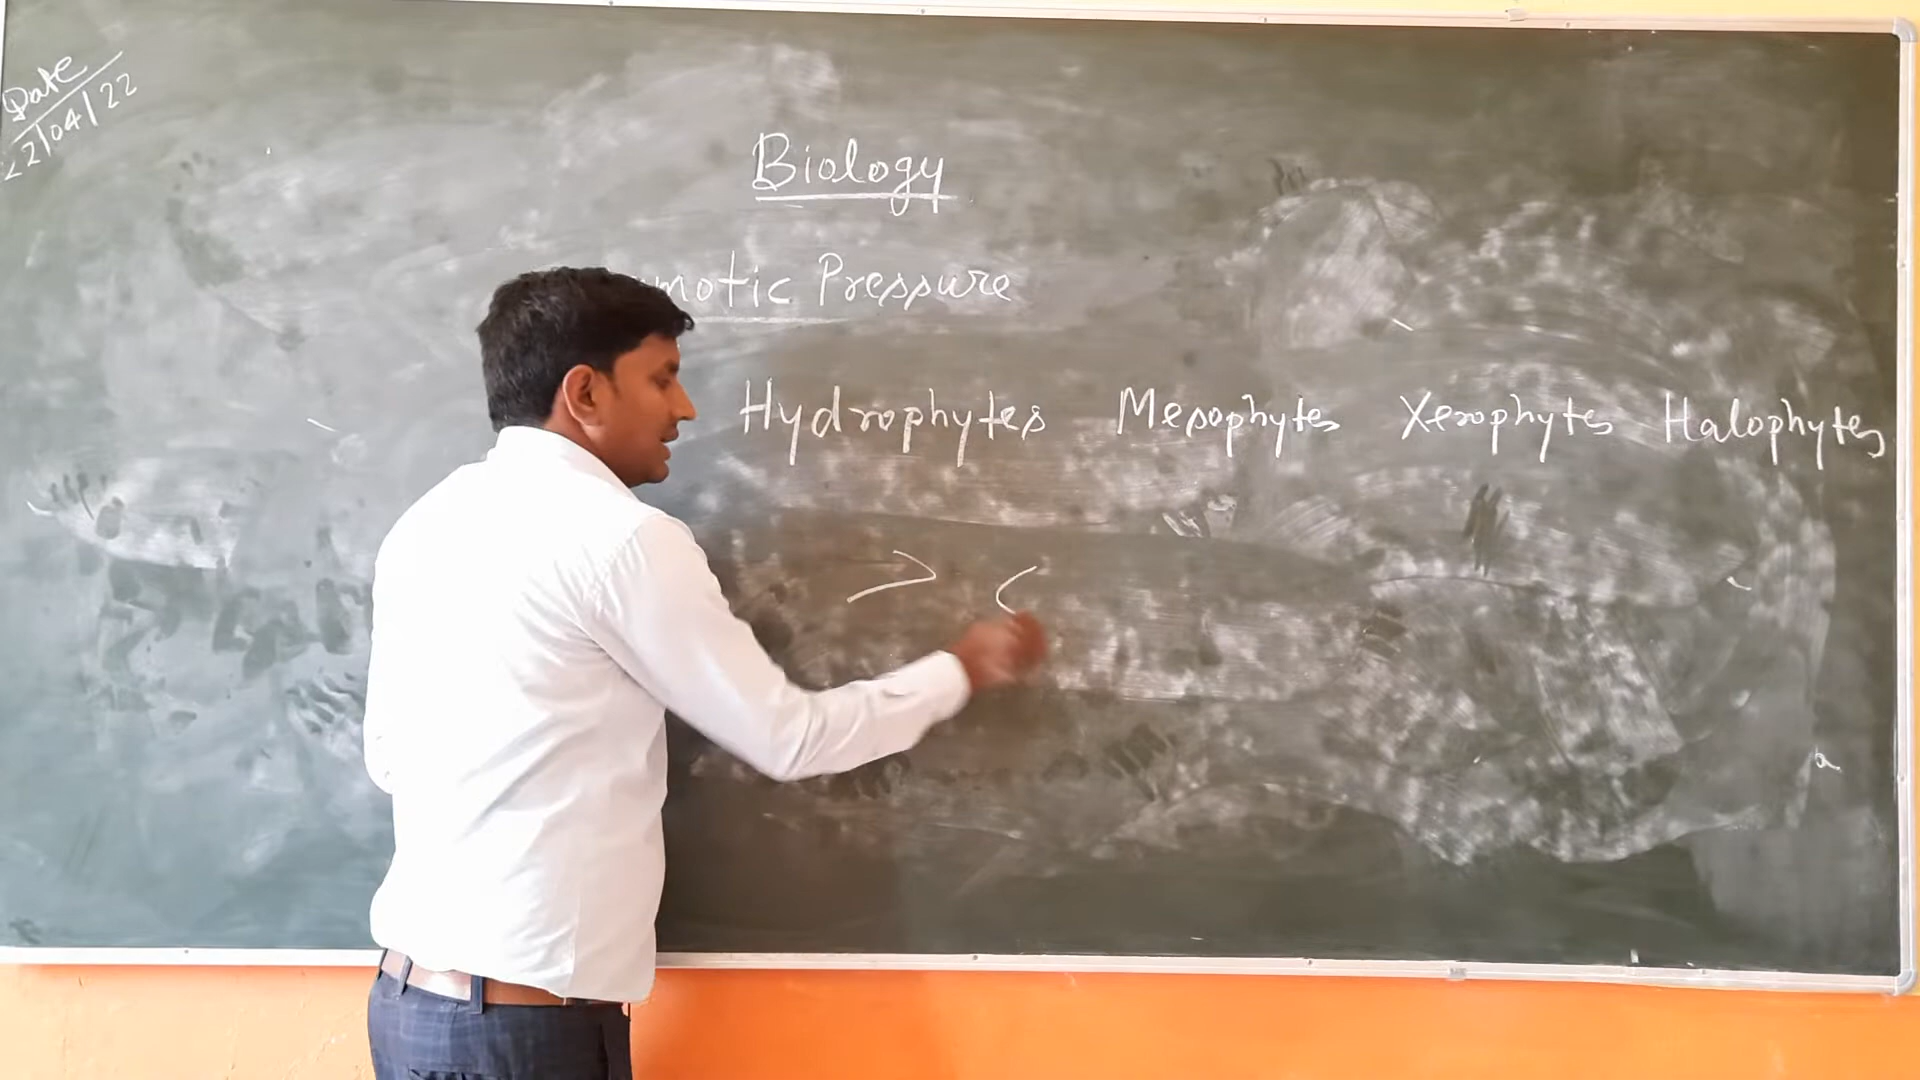 Date
22/04/22
Biology
motic Pressure
Hydrophytes Mesophytes Xerophytes Halophytes
> <
a